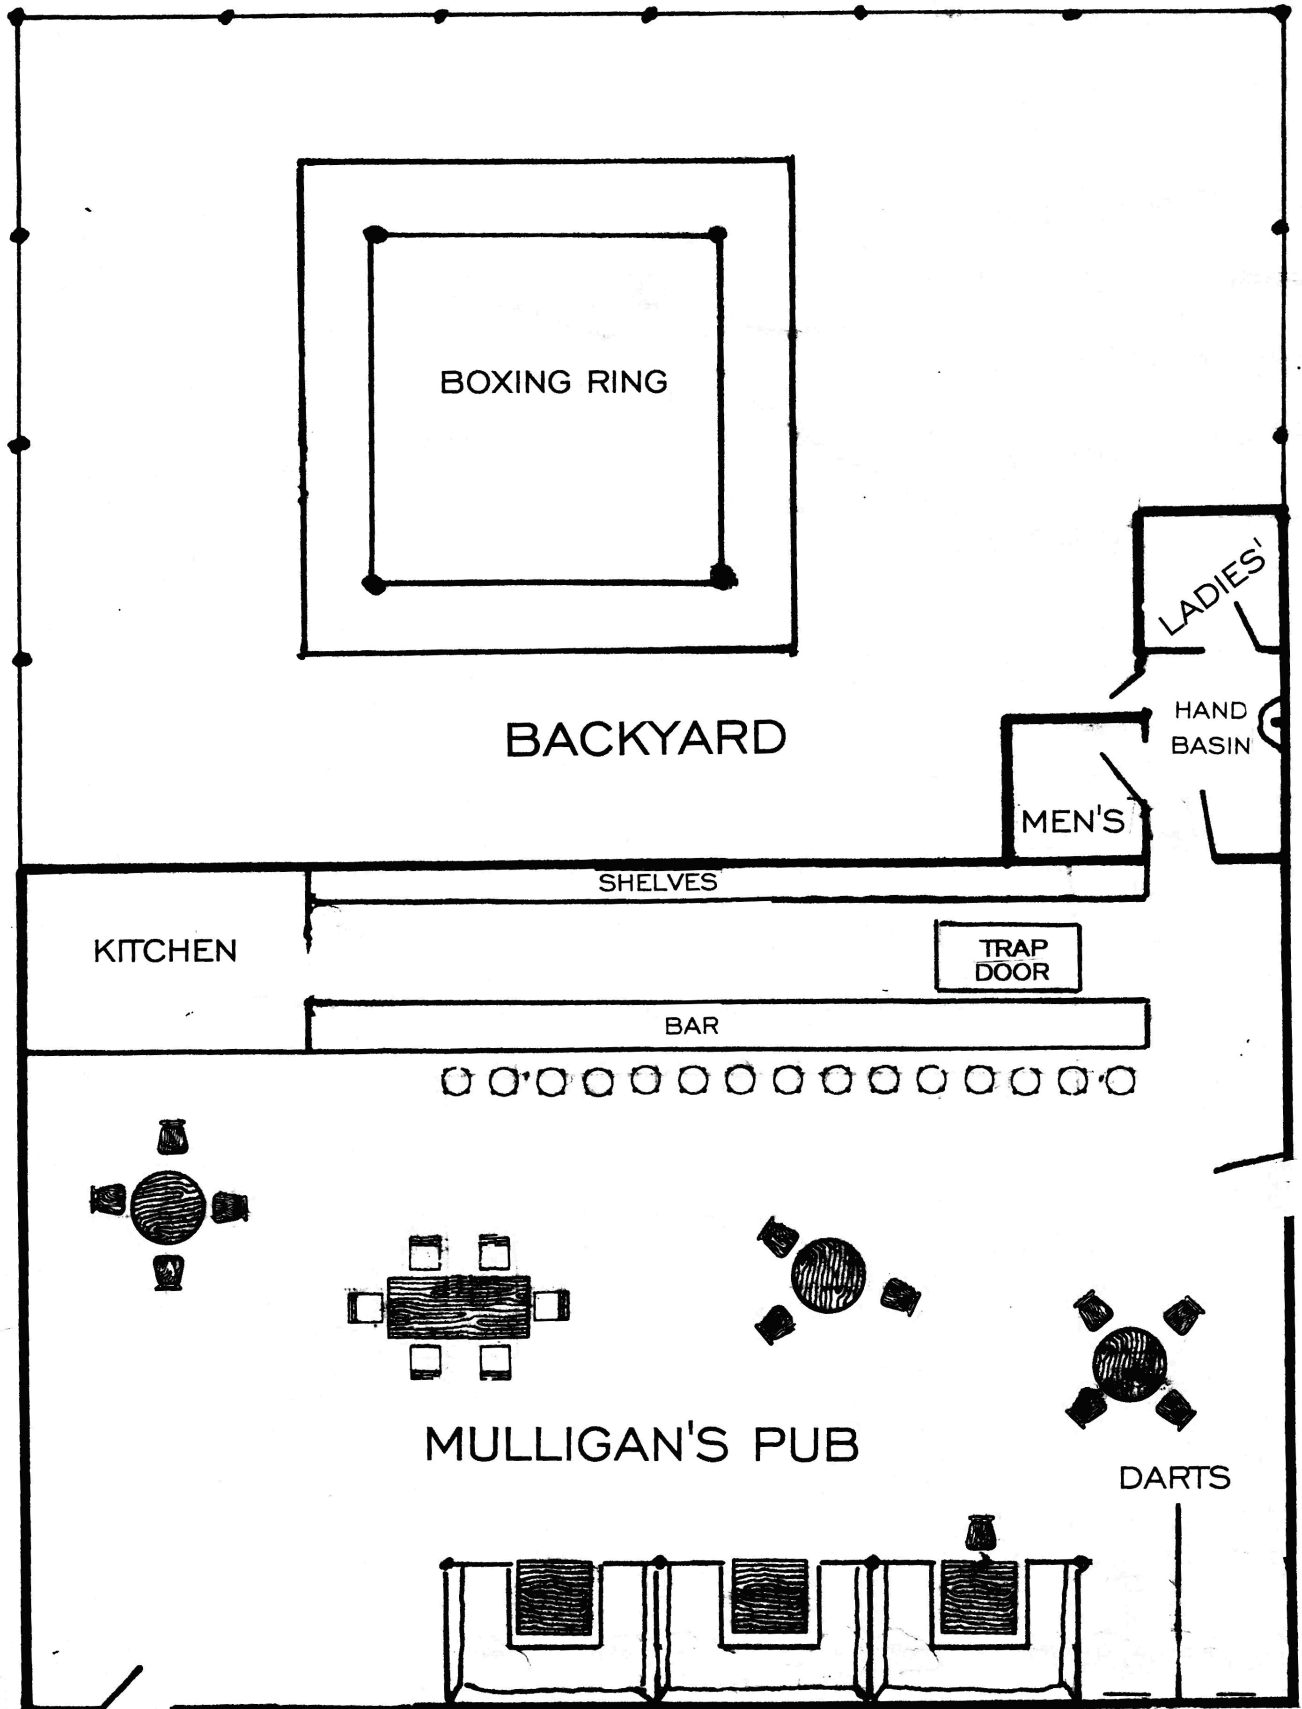 BOXING RING
LADIES'
BACKYARD
HAND
BASIN
MEN'S
SHELVES
KITCHEN
TRAP
DOOR
BAR
MULLIGAN'S PUB
DARTS